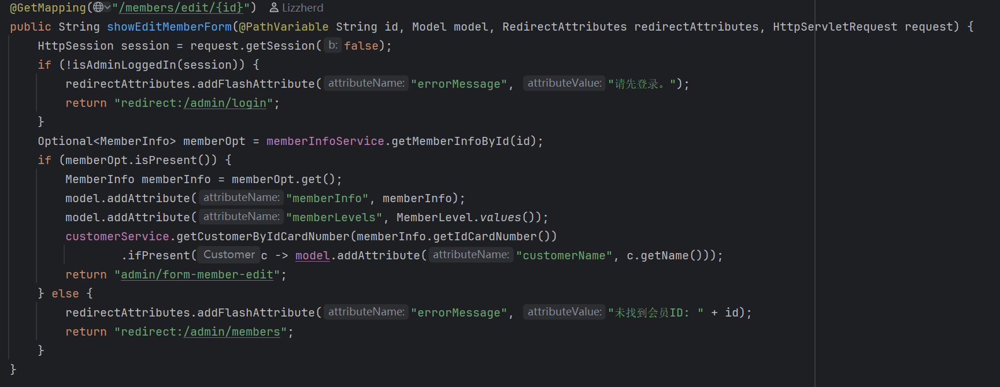 @GetMapping("/members/edit/{id}") Lizzherd
public String showEditMemberForm(@PathVariable String id, Model model, RedirectAttributes redirectAttributes, HttpServletRequest request) {
    HttpSession session = request.getSession( b: false);
    if (!isAdminLoggedIn(session)) {
        redirectAttributes.addFlashAttribute( attributeName: "errorMessage", attributeValue: "请先登录。");
        return "redirect:/admin/login";
    }
    Optional<MemberInfo> memberOpt = memberInfoService.getMemberInfoById(id);
    if (memberOpt.isPresent()) {
        MemberInfo memberInfo = memberOpt.get();
        model.addAttribute( attributeName: "memberInfo", memberInfo);
        model.addAttribute( attributeName: "memberLevels", MemberLevel.values());
        customerService.getCustomerByIdCardNumber(memberInfo.getIdCardNumber())
                .ifPresent( Customer c -> model.addAttribute( attributeName: "customerName", c.getName()));
        return "admin/form-member-edit";
    } else {
        redirectAttributes.addFlashAttribute( attributeName: "errorMessage", attributeValue: "未找到会员ID: " + id);
        return "redirect:/admin/members";
    }
}